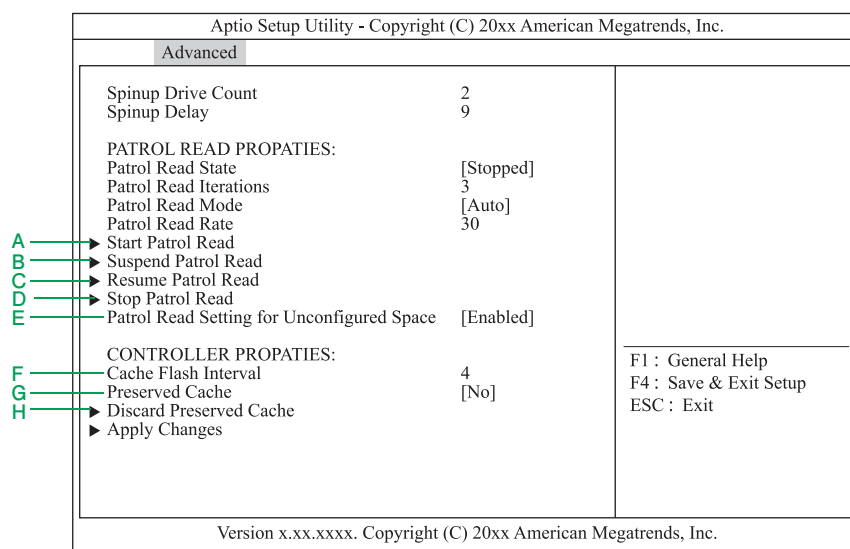 Aptio Setup Utility - Copyright (C) 20xx American Megatrends, Inc.
Advanced
Spinup Drive Count 2
Spinup Delay 9
PATROL READ PROPATIES:
Patrol Read State [Stopped]
Patrol Read Iterations 3
Patrol Read Mode [Auto]
Patrol Read Rate 30
A ▶ Start Patrol Read
B ▶ Suspend Patrol Read
C ▶ Resume Patrol Read
D ▶ Stop Patrol Read
E Patrol Read Setting for Unconfigured Space [Enabled]
CONTROLLER PROPATIES:
F Cache Flash Interval 4
G Preserved Cache [No]
H ▶ Discard Preserved Cache
▶ Apply Changes
F1 : General Help
F4 : Save & Exit Setup
ESC : Exit
Version x.xx.xxxx. Copyright (C) 20xx American Megatrends, Inc.